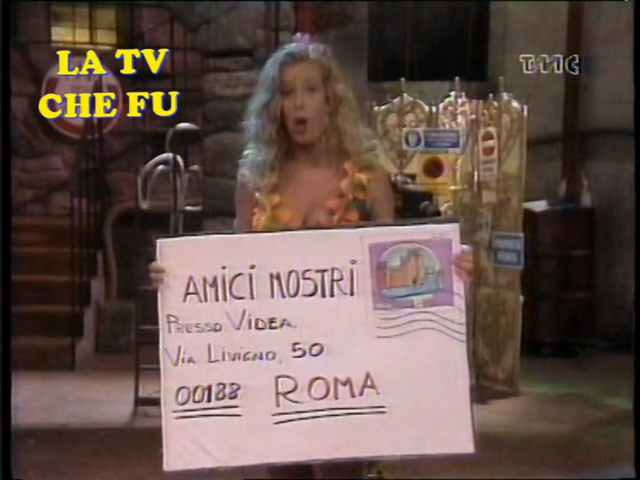 LA TV
CHE FU
TMC
AMICI MOSTRI
PRESSO VIDEA
VIA LIVIGNO, 50
00188 ROMA